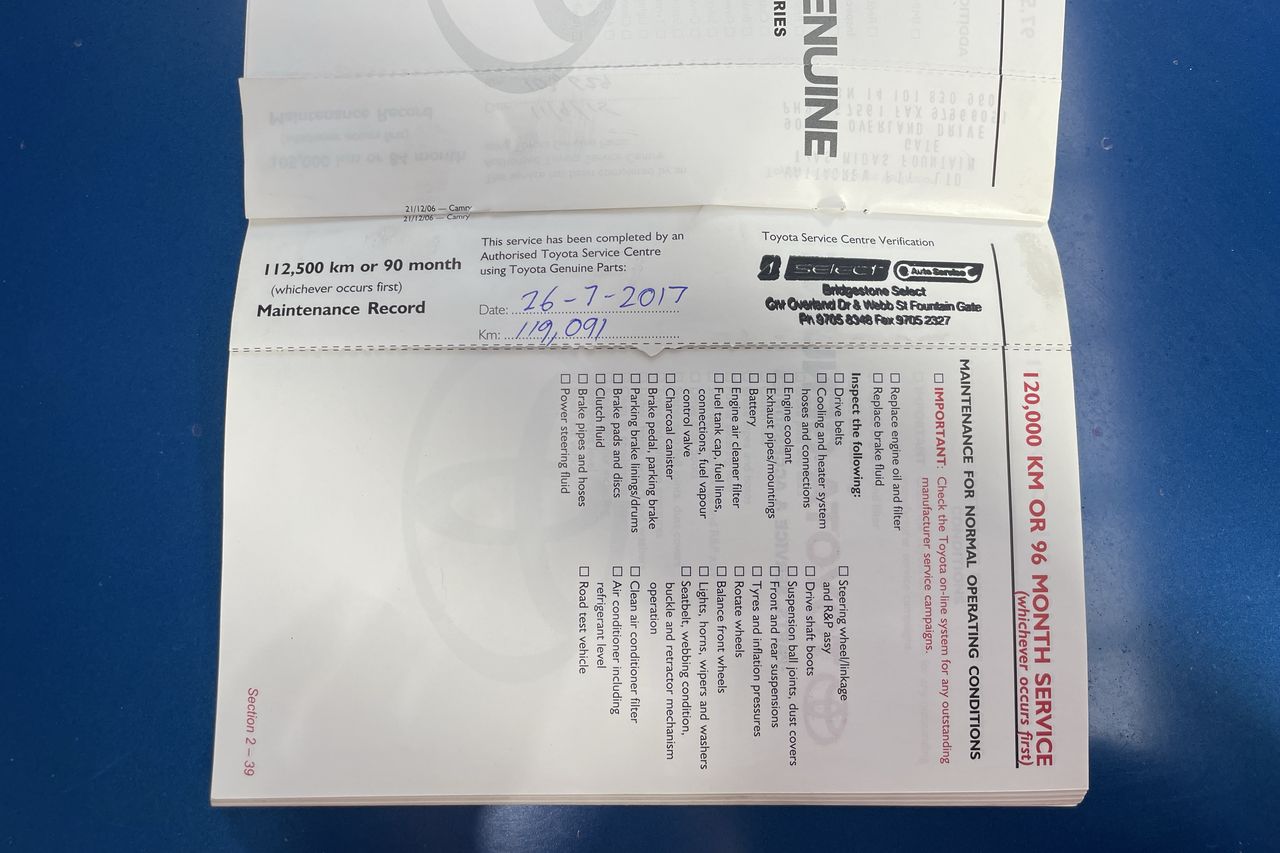 ENUINE
RIES
21/12/06 — Camry
21/12/06 — Camry
112,500 km or 90 month
(whichever occurs first)
Maintenance Record
This service has been completed by an
Authorised Toyota Service Centre
using Toyota Genuine Parts:
Date: 26-7-2017
Km: 119,091
Toyota Service Centre Verification
SELECT Auto Service
Bridgestone Select
Cnr Overland Dr & Webb St Fountain Gate
Ph 9705 8348 Fax 9705 2327
120,000 KM OR 96 MONTH SERVICE
(whichever occurs first)
MAINTENANCE FOR NORMAL OPERATING CONDITIONS
☐ IMPORTANT: Check the Toyota on-line system for any outstanding
manufacturer service campaigns.
☐ Replace engine oil and filter
☐ Replace brake fluid
Inspect the following:
☐ Drive belts
☐ Cooling and heater system
hoses and connections
☐ Engine coolant
☐ Exhaust pipes/mountings
☐ Battery
☐ Engine air cleaner filter
☐ Fuel tank cap, fuel lines,
connections, fuel vapour
control valve
☐ Charcoal canister
☐ Brake pedal, parking brake
☐ Parking brake linings/drums
☐ Brake pads and discs
☐ Clutch fluid
☐ Brake pipes and hoses
☐ Power steering fluid
☐ Steering wheel/linkage
and R&P assy
☐ Drive shaft boots
☐ Suspension ball joints, dust covers
☐ Front and rear suspensions
☐ Tyres and inflation pressures
☐ Rotate wheels
☐ Balance front wheels
☐ Lights, horns, wipers and washers
☐ Seatbelt, webbing condition,
buckle and retractor mechanism
operation
☐ Clean air conditioner filter
☐ Air conditioner including
refrigerant level
☐ Road test vehicle
Section 2 – 39